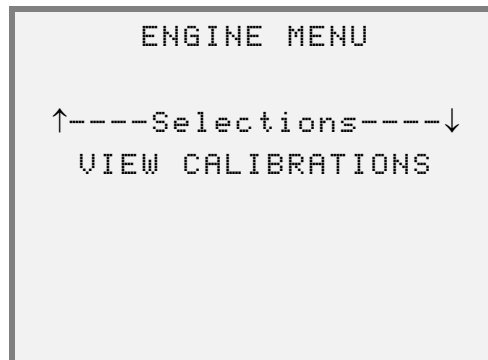 ENGINE MENU
↑----Selections----↓
VIEW CALIBRATIONS